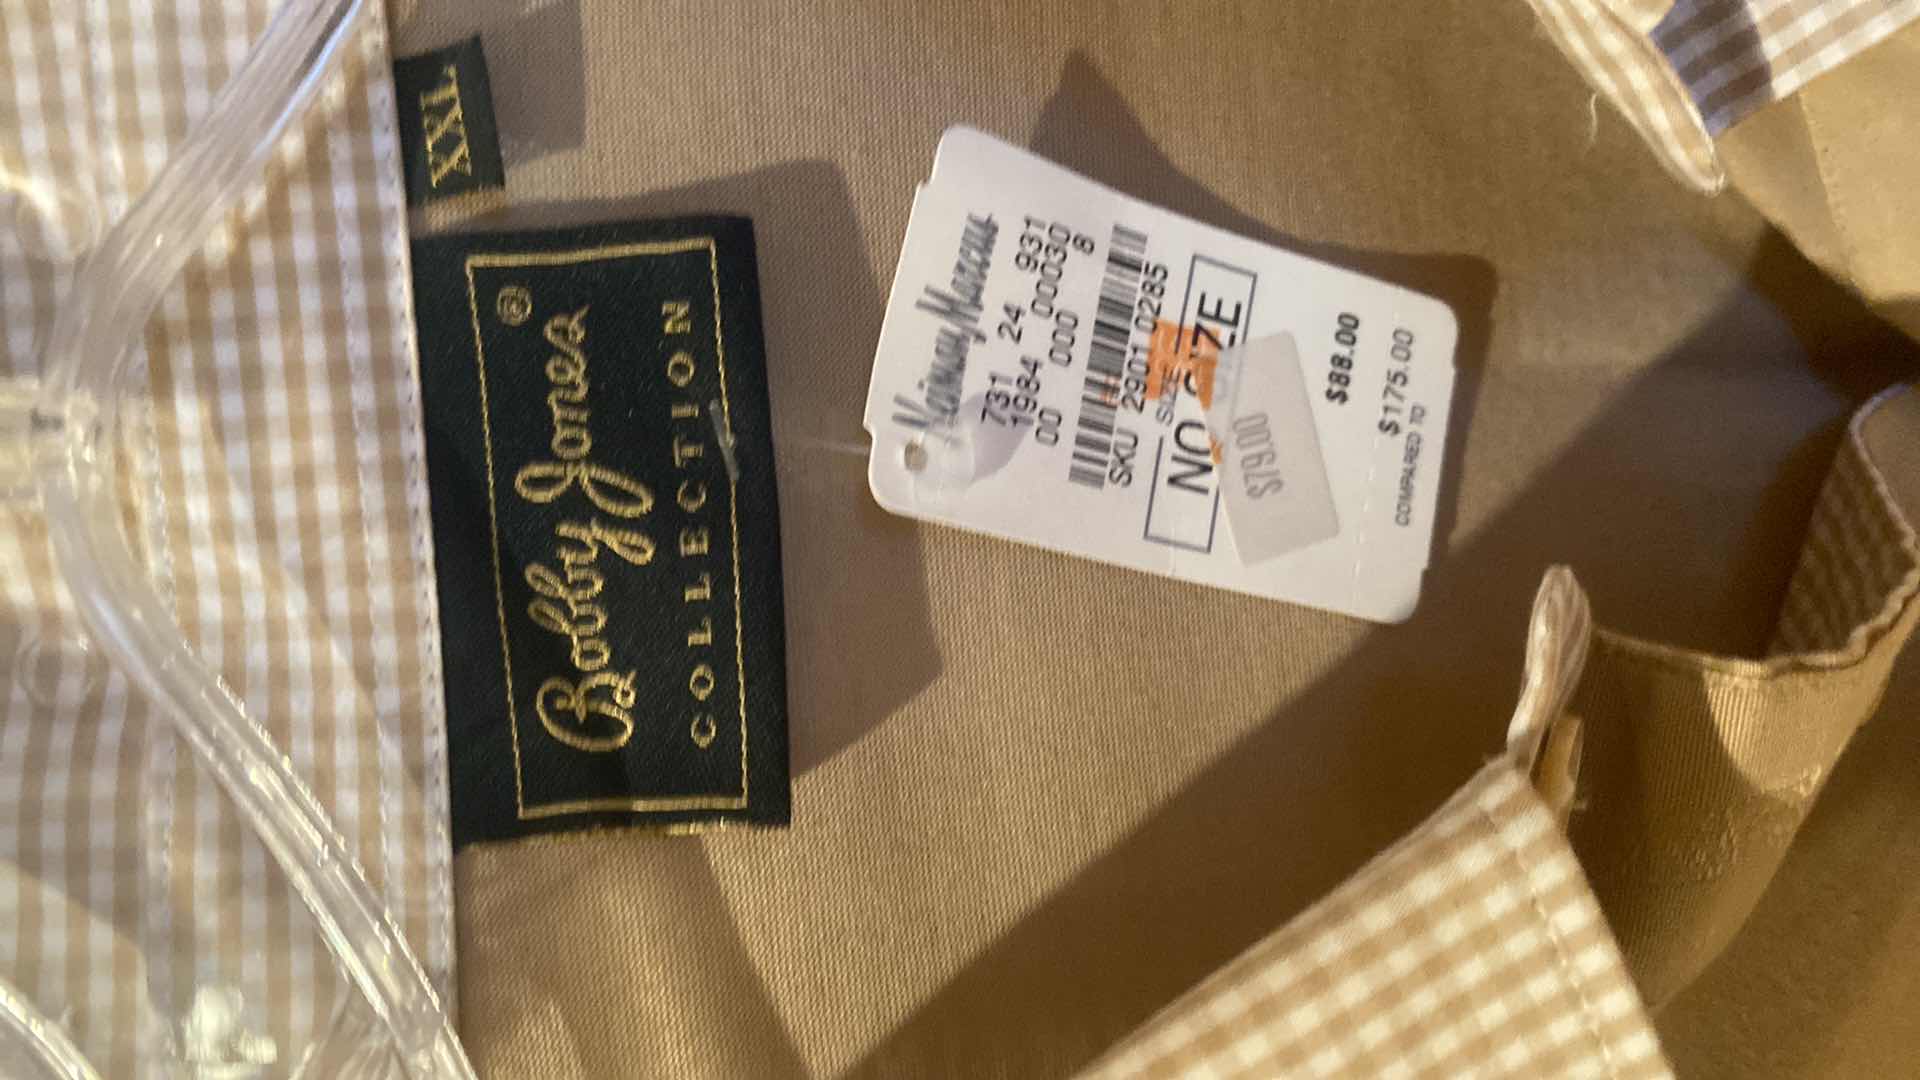 XXL
Bobby Jones®
COLLECTION
Neiman Marcus
731 24 931
1984 00030
00 000 8
SKU 2901 0285
SIZE
NO SIZE
$79.00
$88.00
$175.00
COMPARED TO